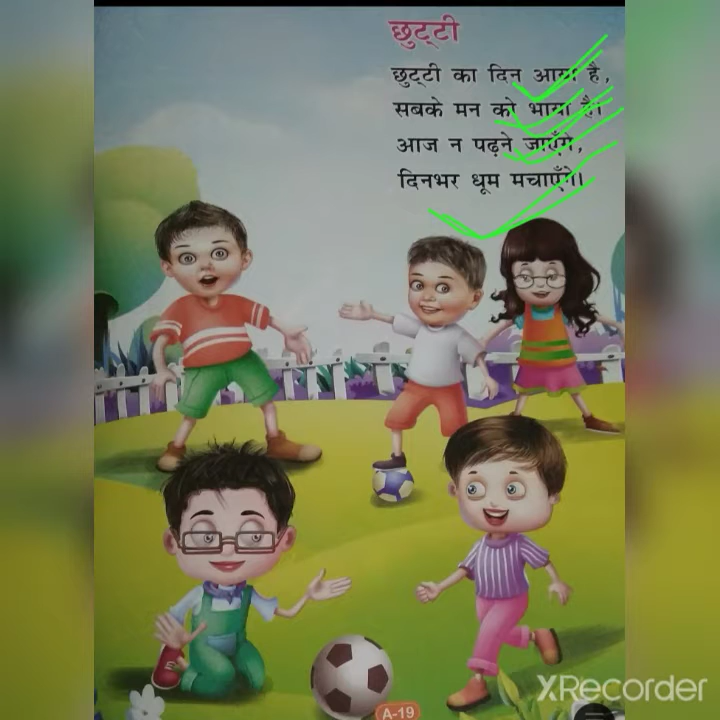 छुट्टी
छुट्टी का दिन आया है,
सबके मन को भाया है।
आज न पढ़ने जाएँगे,
दिनभर धूम मचाएँगे।
A-19
XRecorder